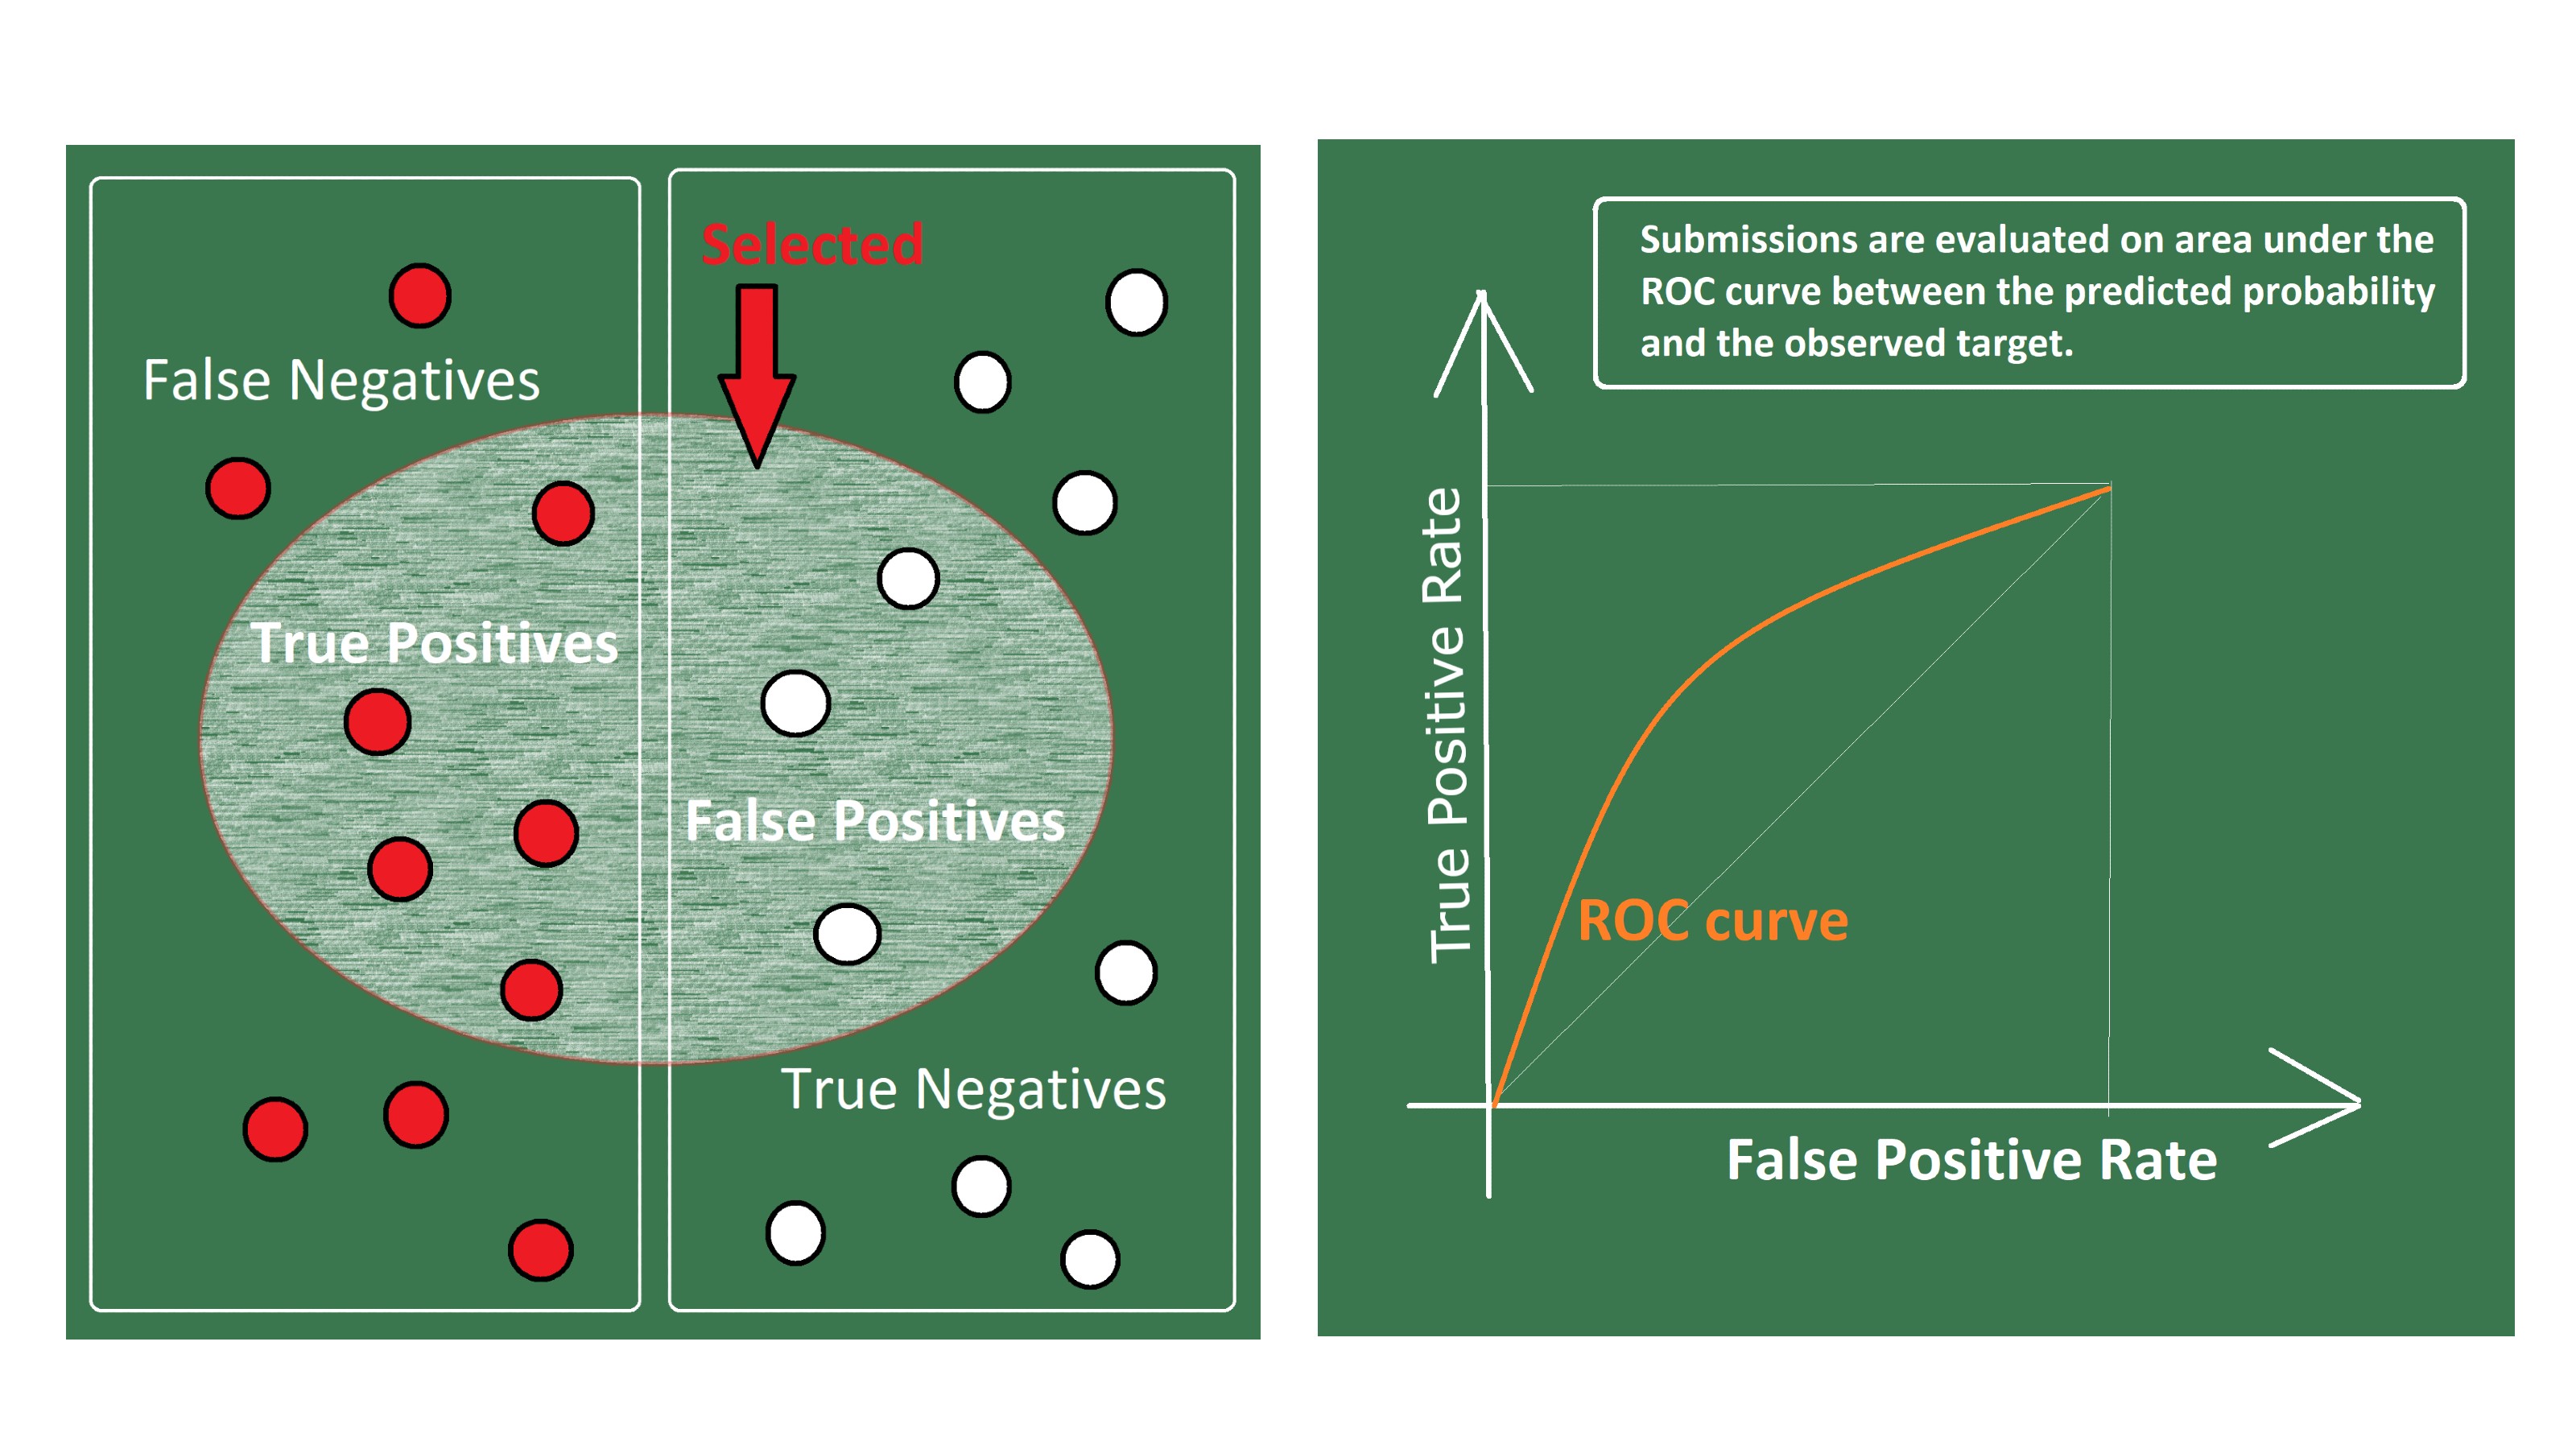 Selected
False Negatives
True Positives
False Positives
True Negatives
Submissions are evaluated on area under the
ROC curve between the predicted probability
and the observed target.
True Positive Rate
ROC curve
False Positive Rate